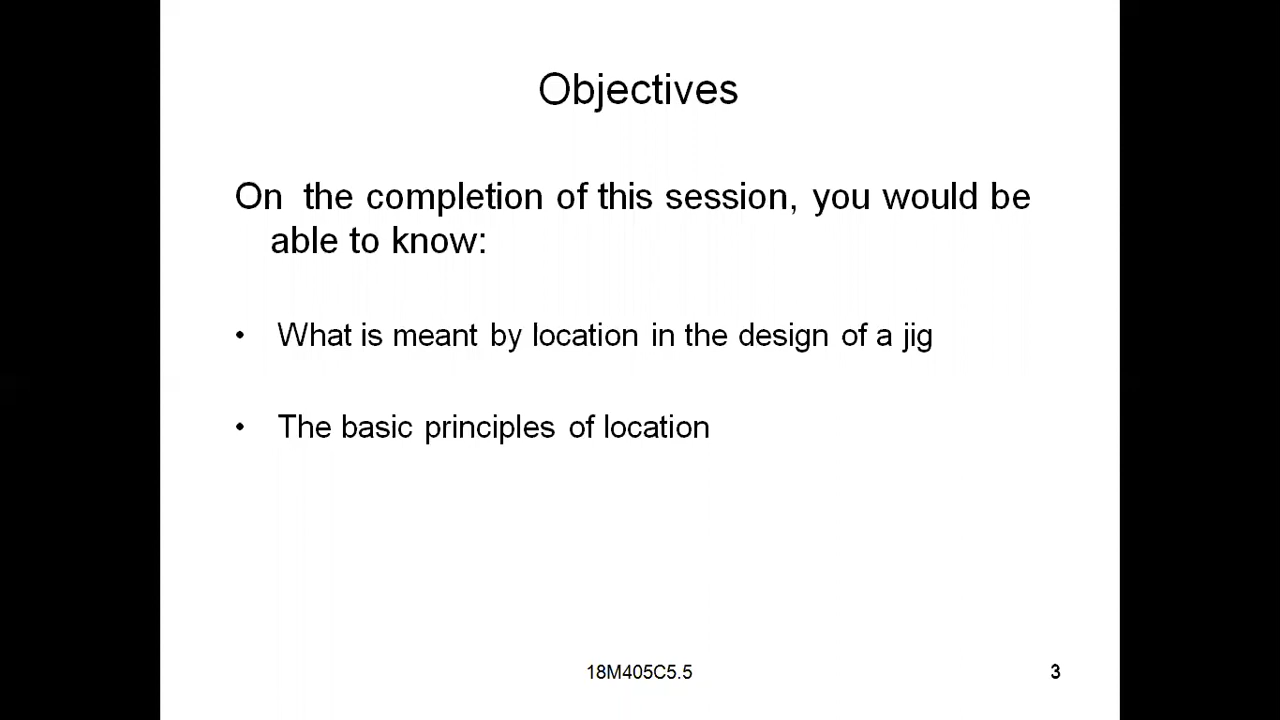 Objectives
On the completion of this session, you would be
able to know:
• What is meant by location in the design of a jig
• The basic principles of location
18M405C5.5
3